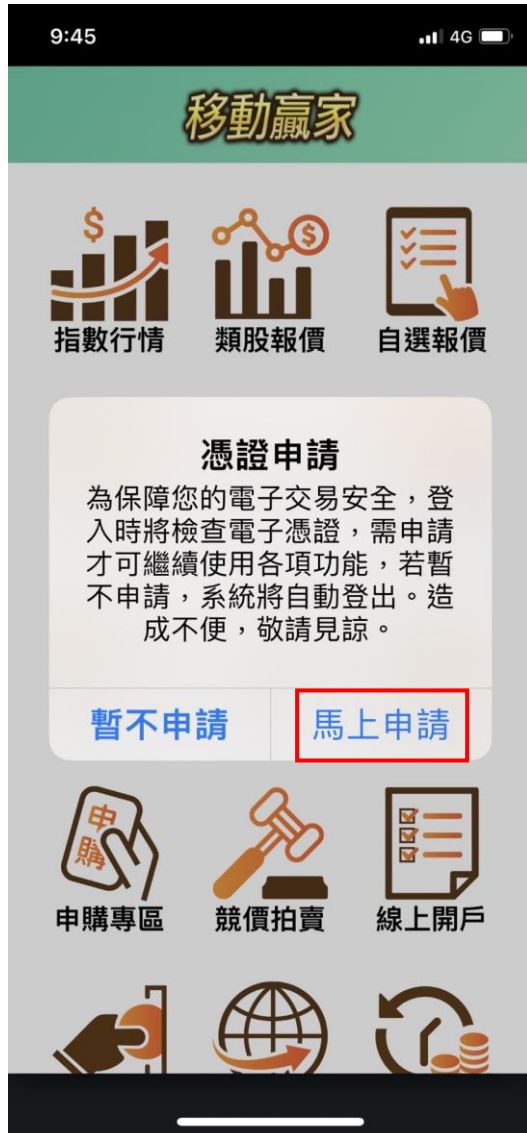 9:45
4G
移動贏家
指數行情
類股報價
自選報價
憑證申請
為保障您的電子交易安全，登
入時將檢查電子憑證，需申請
才可繼續使用各項功能，若暫
不申請，系統將自動登出。造
成不便，敬請見諒。
暫不申請
馬上申請
申購
申購專區
競價拍賣
線上開戶